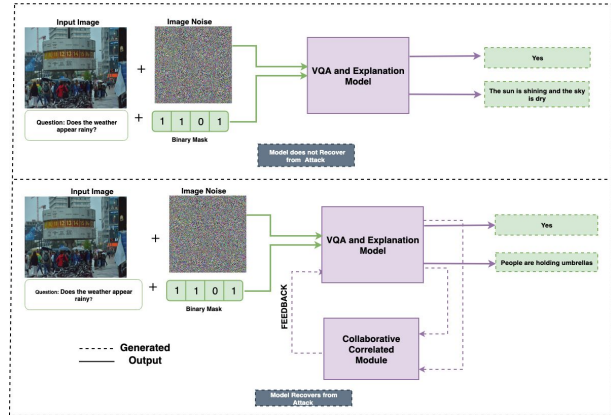 Input Image
Image Noise
+
VQA and Explanation
Model
Yes
The sun is shining and the sky
is dry
Question: Does the weather
appear rainy?
+
1 1 0 1
Binary Mask
Model does not Recover
from Attack
Input Image
Image Noise
+
VQA and Explanation
Model
Yes
People are holding umbrellas
Question: Does the weather appear
rainy?
+
1 1 0 1
Binary Mask
FEEDBACK
Collaborative
Correlated
Module
Generated
Output
Model Recovers from
Attack